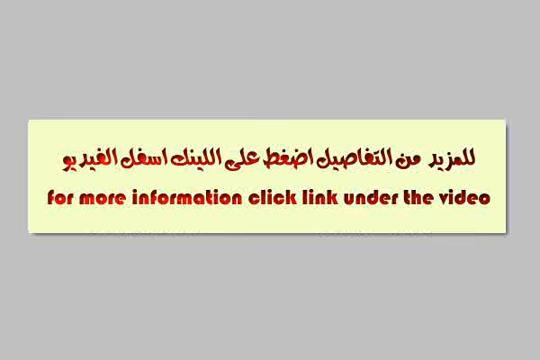 للمزيد من التفاصيل اضغط على اللينك اسفل الفيديو
for more information click link under the video